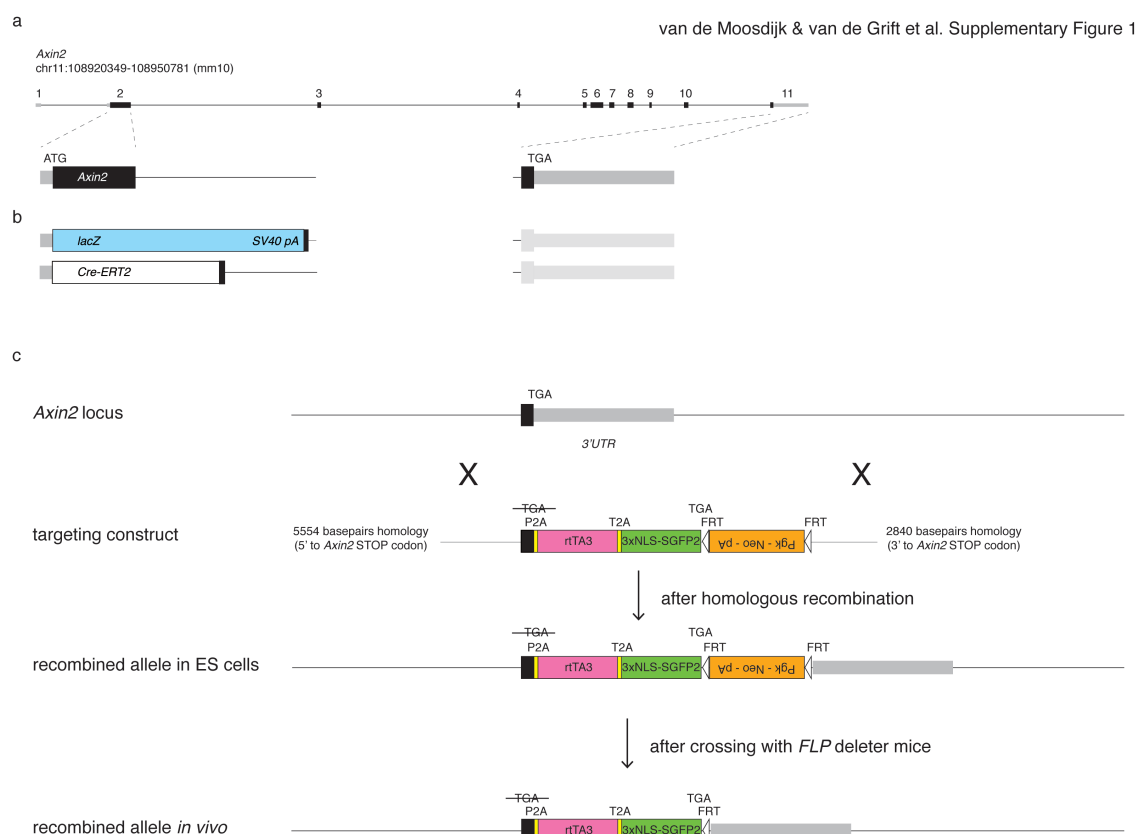 a
van de Moosdijk & van de Grift et al. Supplementary Figure 1
Axin2
chr11:108920349-108950781 (mm10)
1 2 3 4 5 6 7 8 9 10 11
ATG TGA
Axin2
b
lacZ SV40 pA
Cre-ERT2
c
TGA
Axin2 locus
3'UTR
X X
TGA TGA
P2A T2A FRT FRT
targeting construct
5554 basepairs homology
(5' to Axin2 STOP codon)
rtTA3 3xNLS-SGFP2 Pgk - Neo - pA
2840 basepairs homology
(3' to Axin2 STOP codon)
after homologous recombination
TGA TGA
P2A T2A FRT FRT
recombined allele in ES cells
rtTA3 3xNLS-SGFP2 Pgk - Neo - pA
after crossing with FLP deleter mice
TGA TGA
P2A T2A FRT
recombined allele in vivo
rtTA3 3xNLS-SGFP2